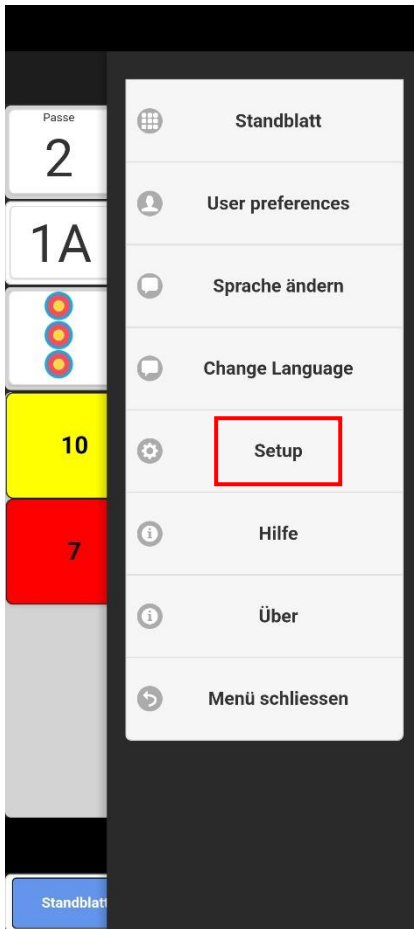 Passe
2
1A
10
7
Standblatt
Standblatt
User preferences
Sprache ändern
Change Language
Setup
Hilfe
Über
Menü schliessen